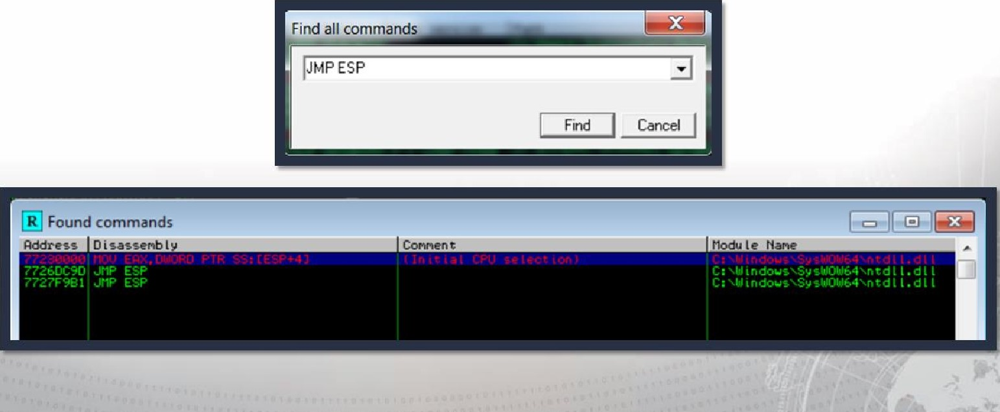 Find all commands
JMP ESP
Find Cancel
R Found commands
Address Disassembly Comment Module Name
77230000 MOV EAX,DWORD PTR SS:[ESP+4] (Initial CPU selection) C:\Windows\SysWOW64\ntdll.dll
7726DC9D JMP ESP C:\Windows\SysWOW64\ntdll.dll
7727F9B1 JMP ESP C:\Windows\SysWOW64\ntdll.dll